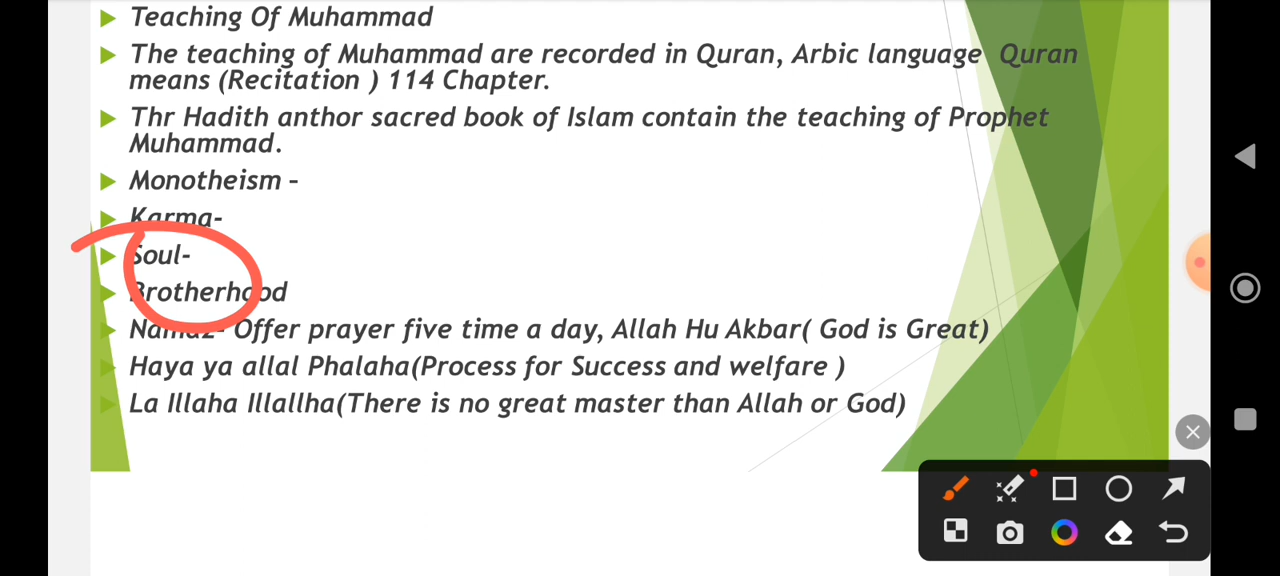 Teaching Of Muhammad
The teaching of Muhammad are recorded in Quran, Arbic language Quran
means (Recitation ) 114 Chapter.
Thr Hadith anthor sacred book of Islam contain the teaching of Prophet
Muhammad.
Monotheism –
Karma-
Soul-
Brotherhood
Namaz- Offer prayer five time a day, Allah Hu Akbar( God is Great)
Haya ya allal Phalaha(Process for Success and welfare )
La Illaha Illallha(There is no great master than Allah or God)